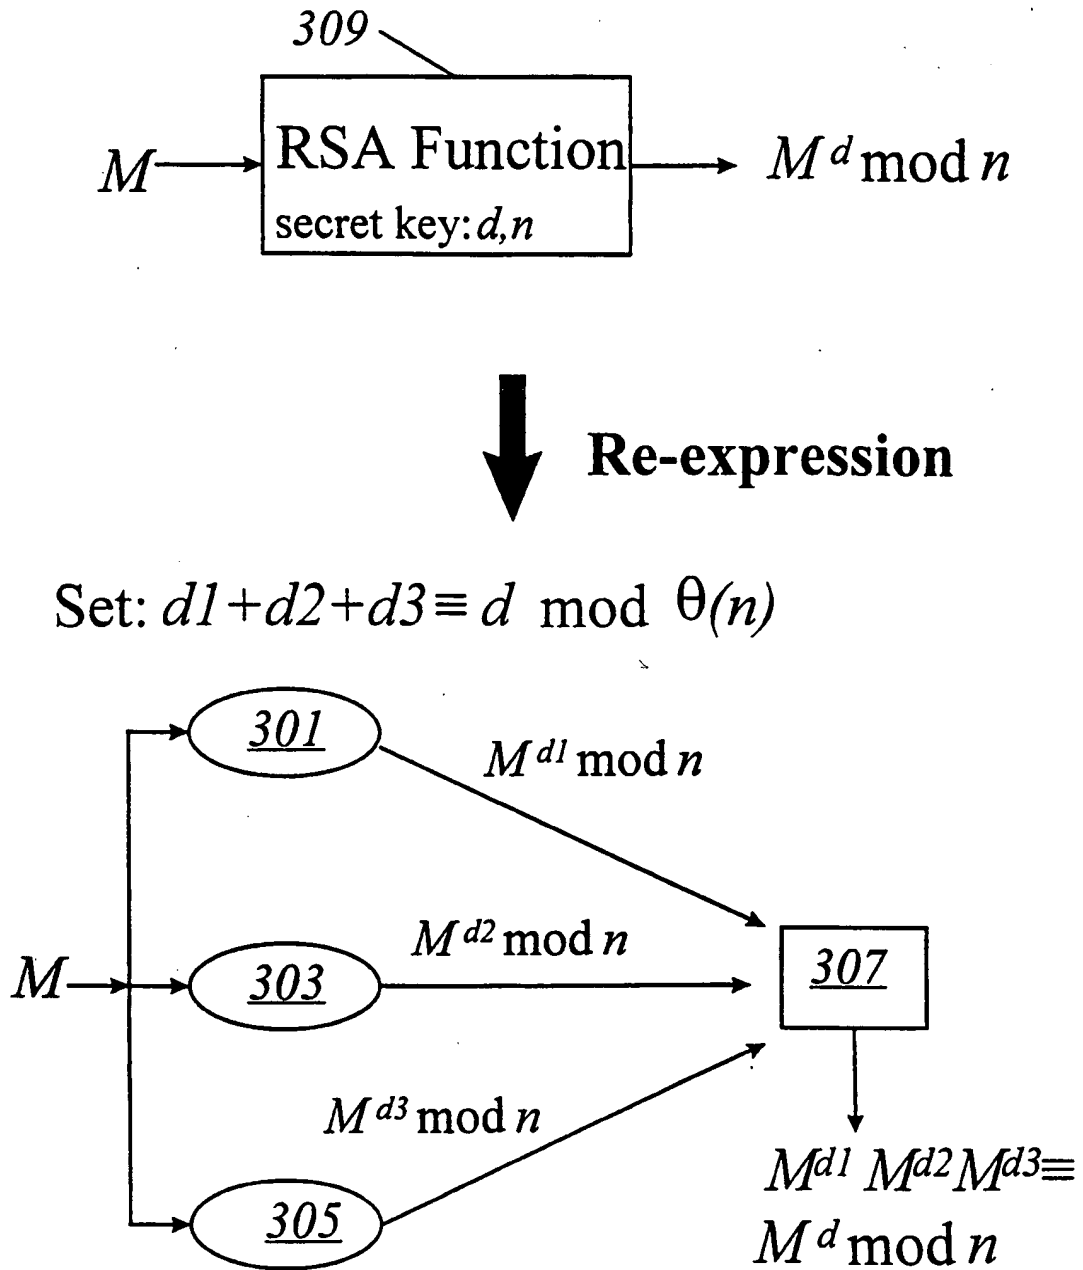 309
M
RSA Function
M^d mod n
secret key: d,n
Re-expression
Set: d1+d2+d3≡d mod θ(n)
301
M^d1 mod n
M^d2 mod n
M
303
307
M^d3 mod n
305
M^d1 M^d2 M^d3≡
M^d mod n